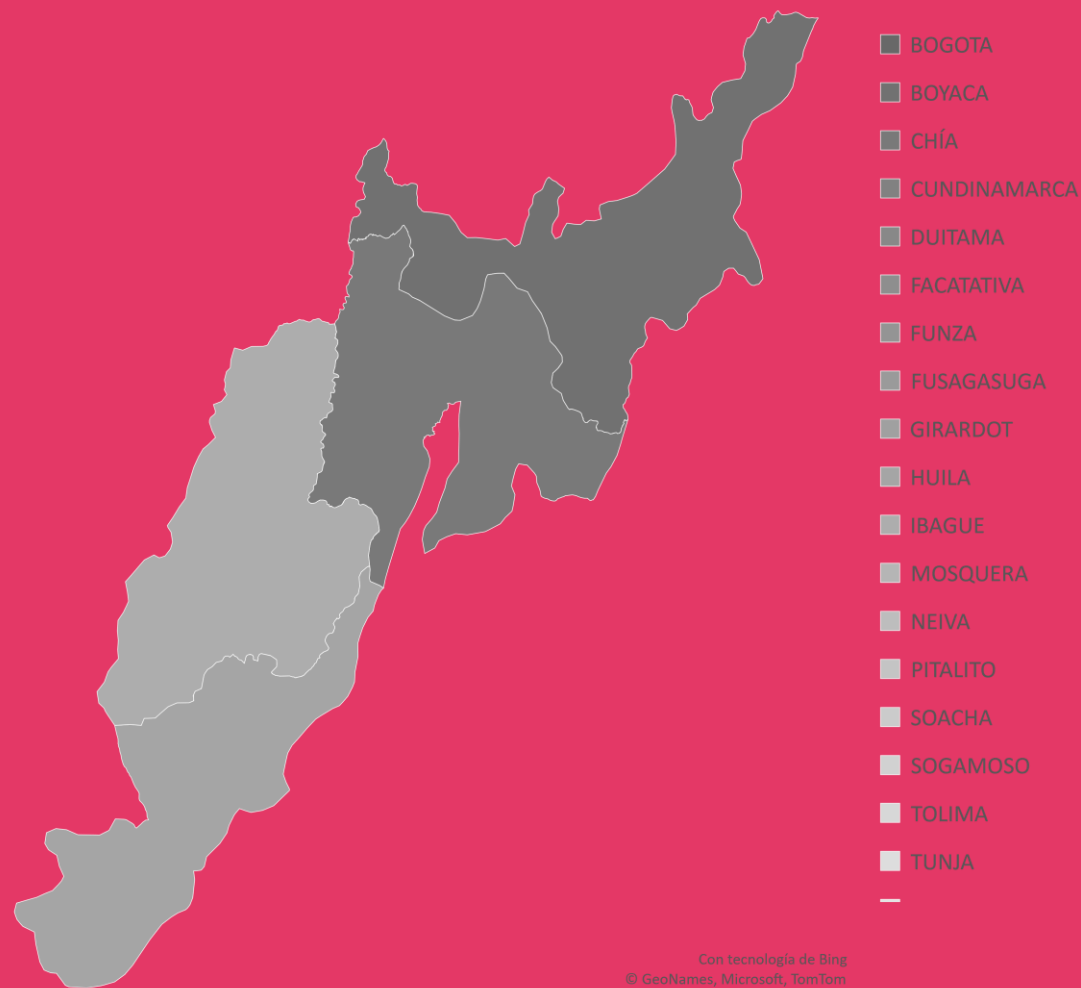 BOGOTA
BOYACA
CHÍA
CUNDINAMARCA
DUITAMA
FACATATIVA
FUNZA
FUSAGASUGA
GIRARDOT
HUILA
IBAGUE
MOSQUERA
NEIVA
PITALITO
SOACHA
SOGAMOSO
TOLIMA
TUNJA
Con tecnología de Bing
© GeoNames, Microsoft, TomTom